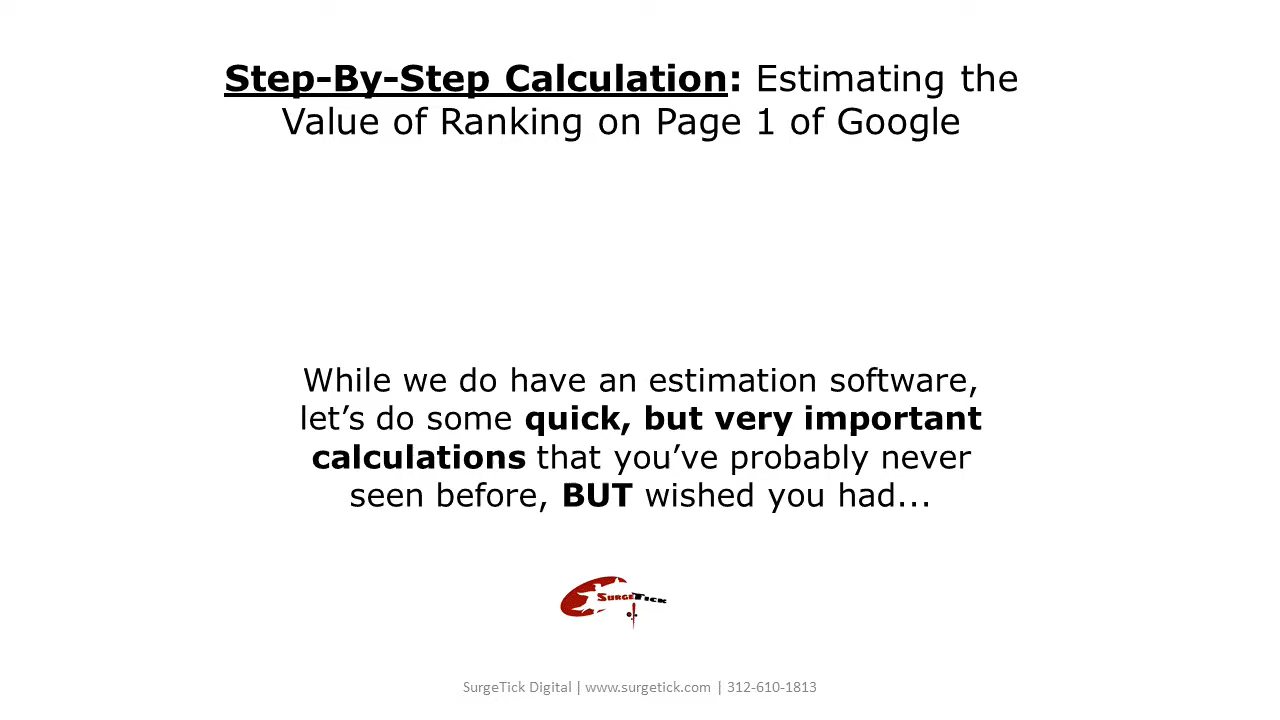 Step-By-Step Calculation: Estimating the
Value of Ranking on Page 1 of Google
While we do have an estimation software,
let’s do some quick, but very important
calculations that you’ve probably never
seen before, BUT wished you had...
SURGETICK
SurgeTick Digital | www.surgetick.com | 312-610-1813